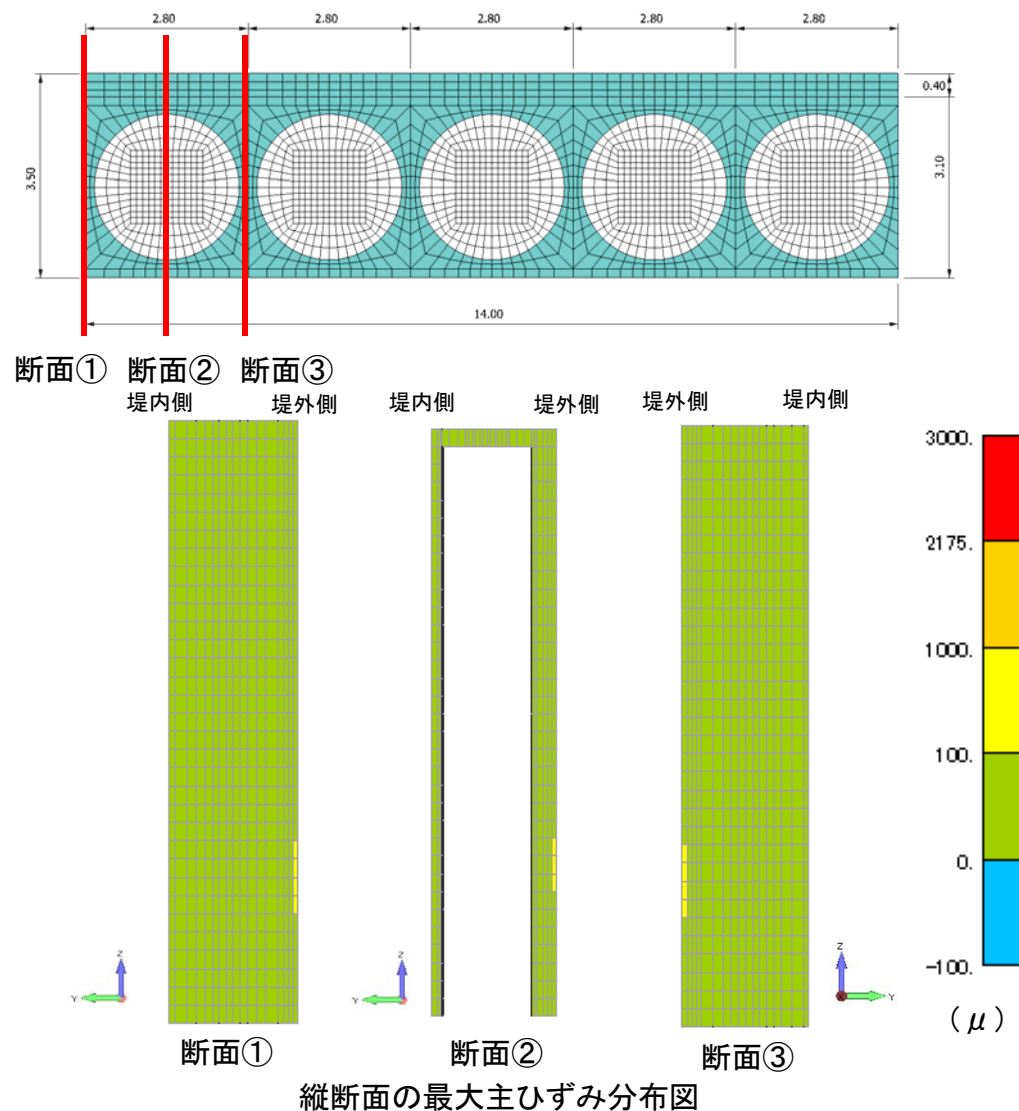 2.80 2.80 2.80 2.80 2.80
3.50
0.40
3.10
14.00
断面① 断面② 断面③
堤内側 堤外側 堤内側 堤外側 堤外側 堤内側
3000.
2175.
1000.
100.
0.
-100.
(μ)
Z Y Z Y Z X Y
断面① 断面② 断面③
縦断面の最大主ひずみ分布図